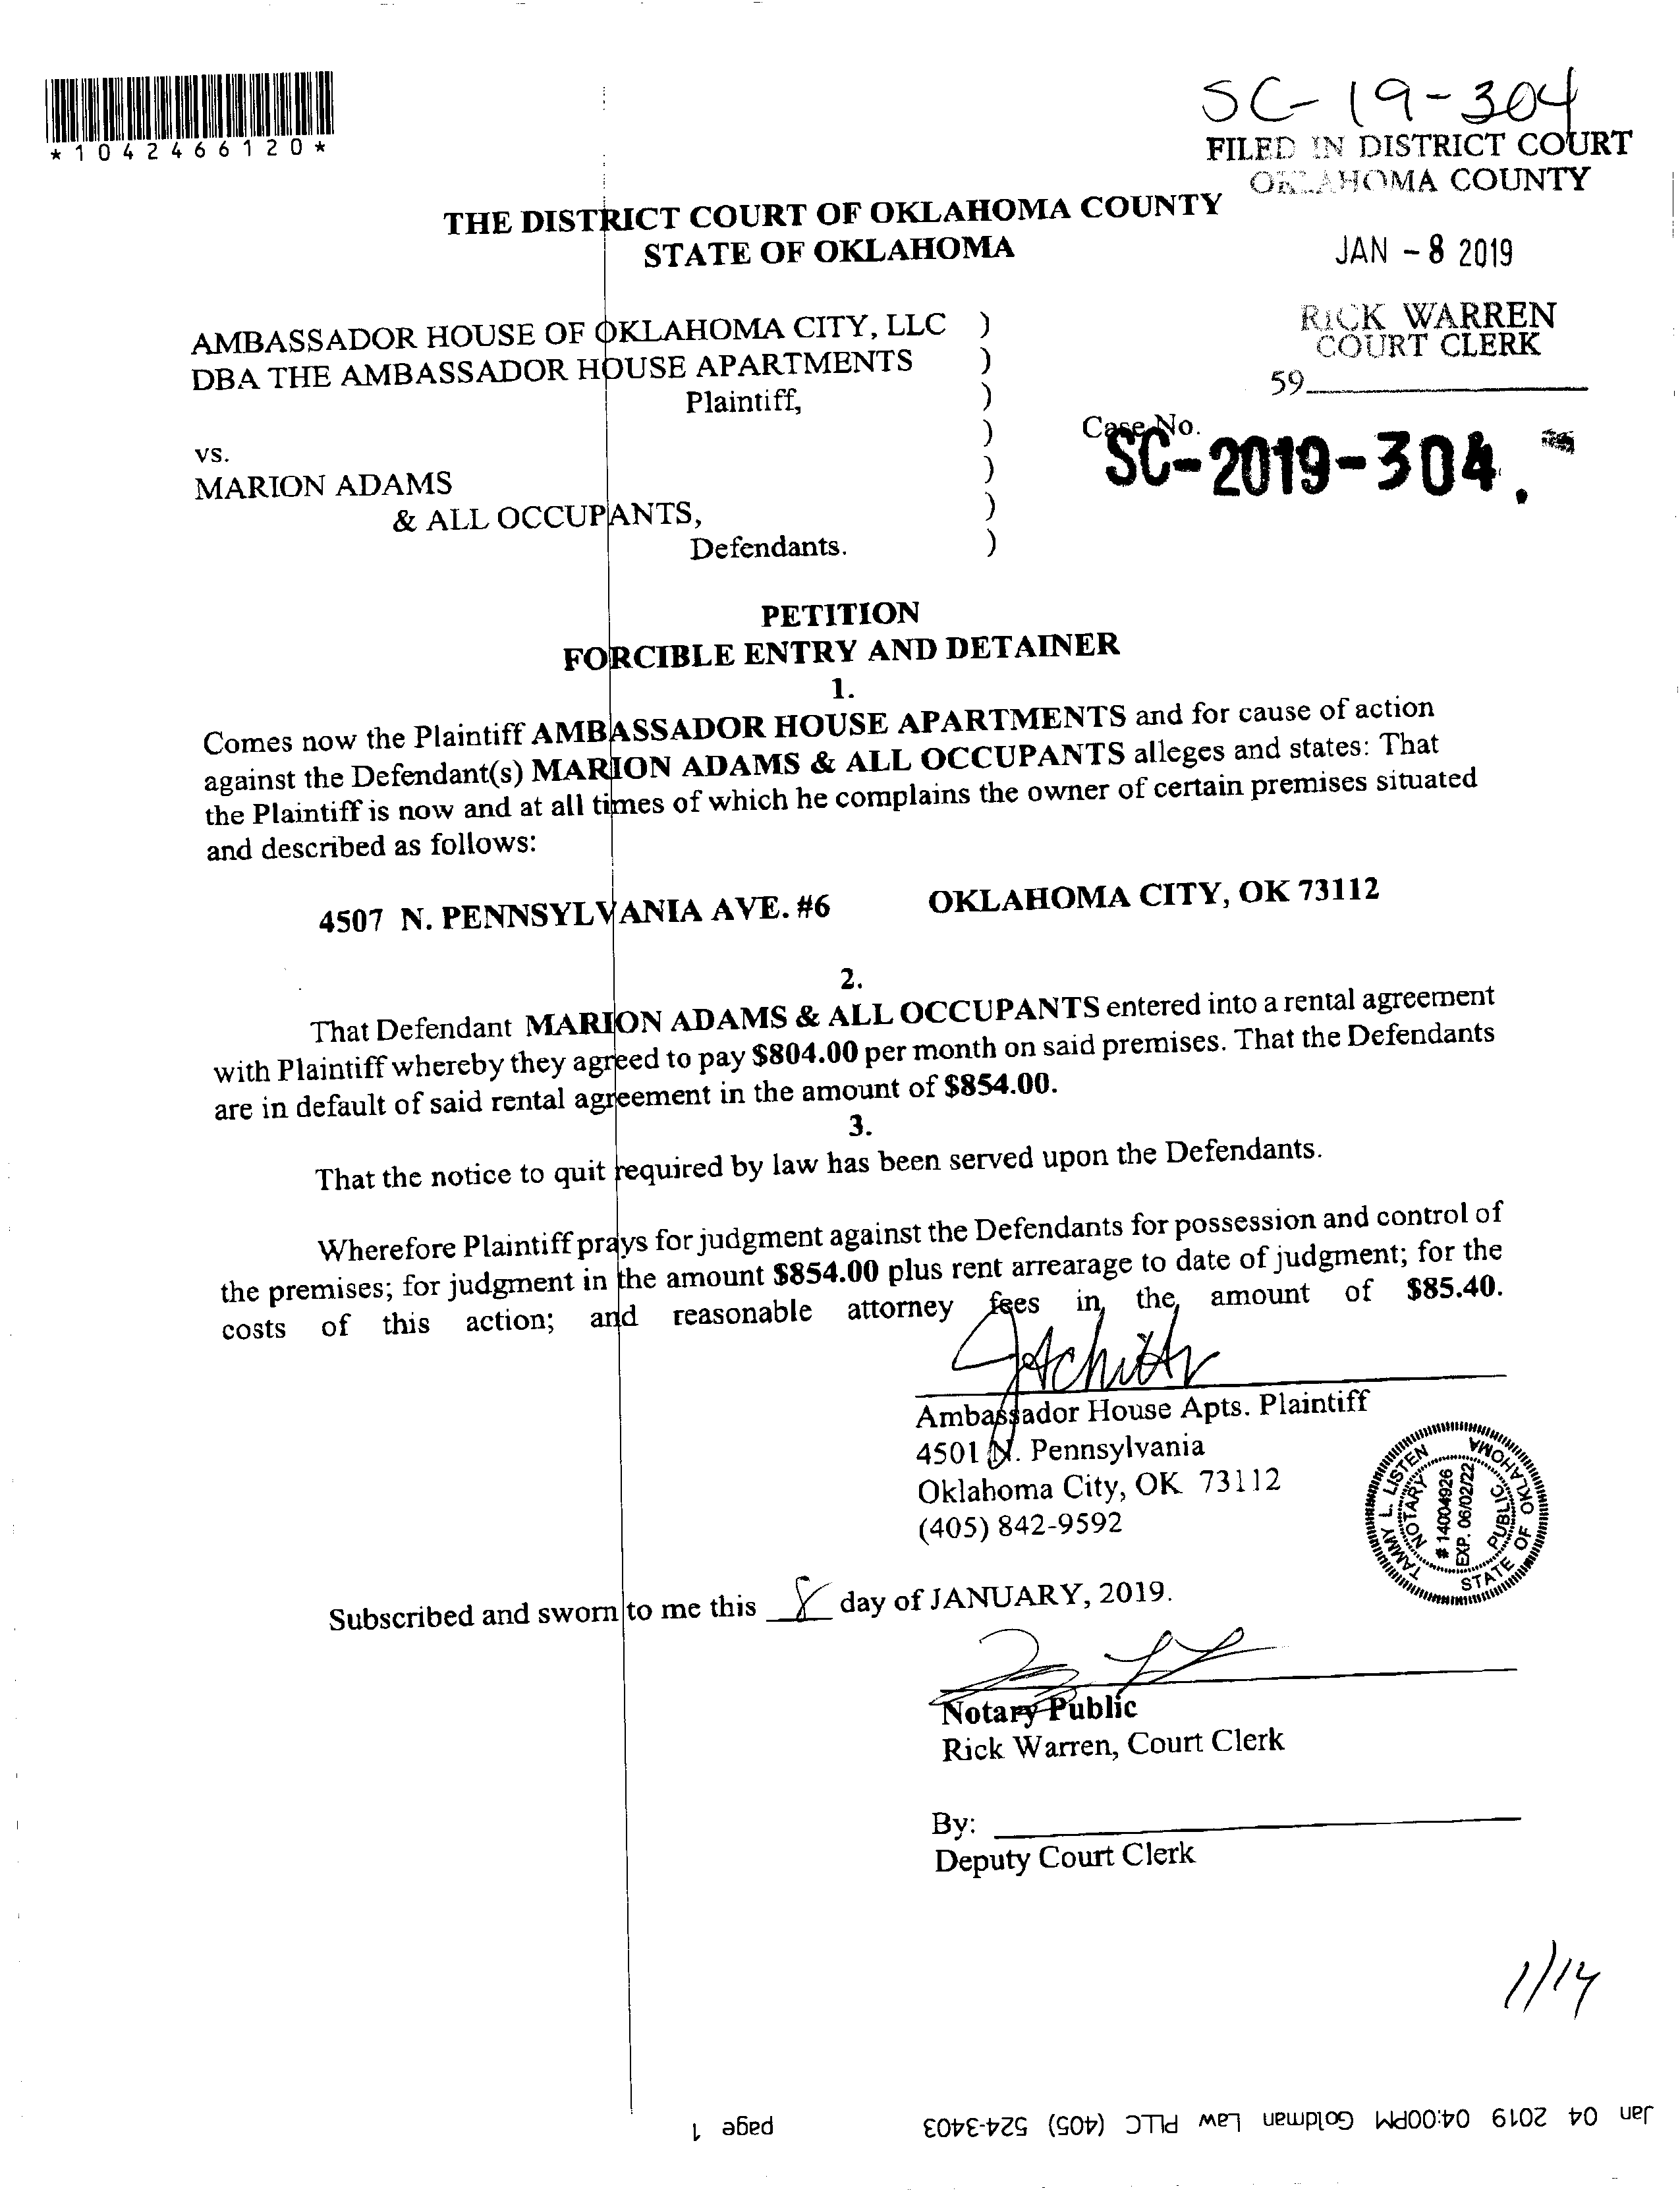 SC-19-304
*1042466120*
FILED IN DISTRICT COURT
OKLAHOMA COUNTY
THE DISTRICT COURT OF OKLAHOMA COUNTY
STATE OF OKLAHOMA
JAN - 8 2019
RICK WARREN
COURT CLERK
59
AMBASSADOR HOUSE OF OKLAHOMA CITY, LLC )
DBA THE AMBASSADOR HOUSE APARTMENTS )
Plaintiff, )
)
Case No.
SC-2019-304.
vs. )
MARION ADAMS
& ALL OCCUPANTS, )
Defendants. )
PETITION
FORCIBLE ENTRY AND DETAINER
1.
Comes now the Plaintiff AMBASSADOR HOUSE APARTMENTS and for cause of action
against the Defendant(s) MARION ADAMS & ALL OCCUPANTS alleges and states: That
the Plaintiff is now and at all times of which he complains the owner of certain premises situated
and described as follows:
4507 N. PENNSYLVANIA AVE. #6 OKLAHOMA CITY, OK 73112
2.
That Defendant MARION ADAMS & ALL OCCUPANTS entered into a rental agreement
with Plaintiff whereby they agreed to pay $804.00 per month on said premises. That the Defendants
are in default of said rental agreement in the amount of $854.00.
3.
That the notice to quit required by law has been served upon the Defendants.
Wherefore Plaintiff prays for judgment against the Defendants for possession and control of
the premises; for judgment in the amount $854.00 plus rent arrearage to date of judgment; for the
costs of this action; and reasonable attorney fees in the amount of $85.40.
Ambassador House Apts. Plaintiff
4501 N. Pennsylvania
Oklahoma City, OK 73112
(405) 842-9592
TAMMY L. LISTEN
NOTARY PUBLIC
# 14004926
EXP. 06/02/22
STATE OF OKLAHOMA
Subscribed and sworn to me this 8 day of JANUARY, 2019.
Notary Public
Rick Warren, Court Clerk
By:
Deputy Court Clerk
1/14
Jan 04 2019 04:00PM Goldman Law PLLC (405) 524-3403 page 1